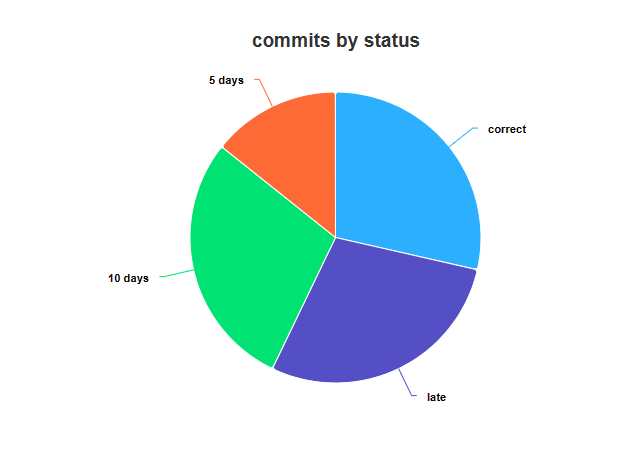 commits by status
5 days
correct
10 days
late